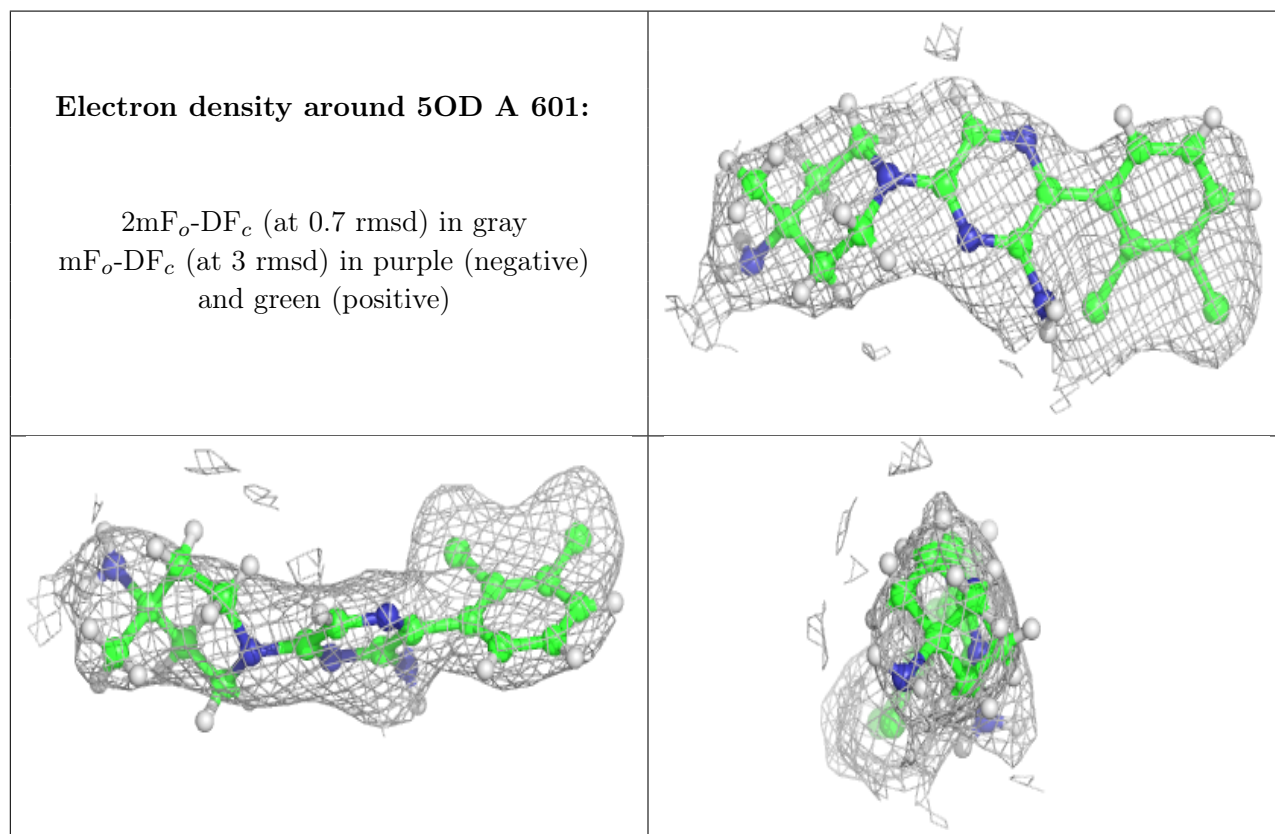 Electron density around 5OD A 601:
2mFo-DFc (at 0.7 rmsd) in gray
mFo-DFc (at 3 rmsd) in purple (negative)
and green (positive)